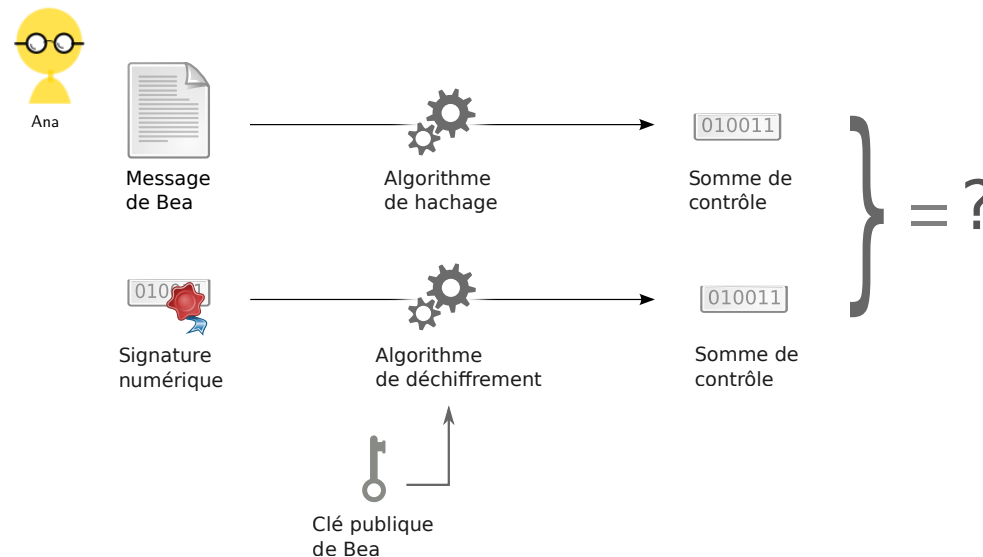 Ana
010011
Message
de Bea
Algorithme
de hachage
Somme de
contrôle
= ?
010011
Signature
numérique
Algorithme
de déchiffrement
Somme de
contrôle
Clé publique
de Bea